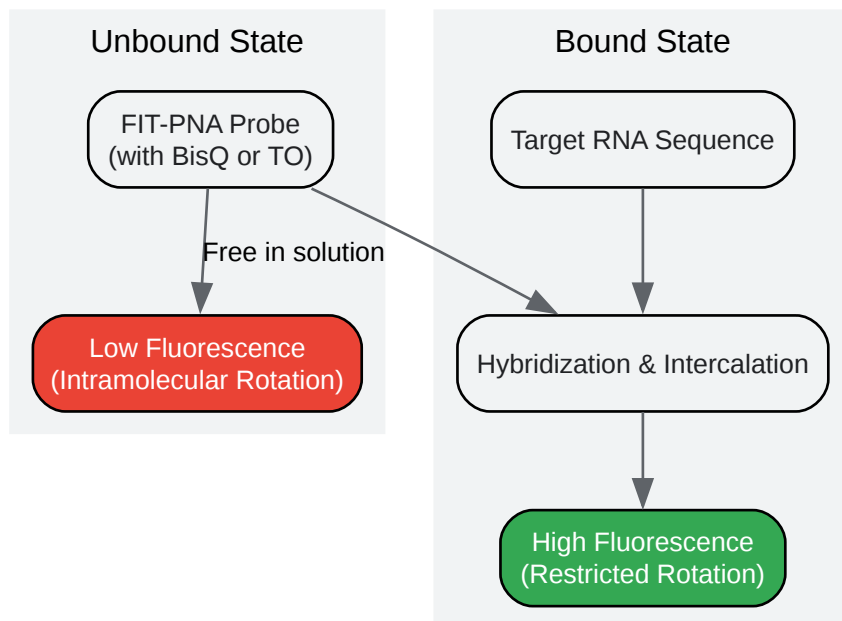 Unbound State
FIT-PNA Probe
(with BisQ or TO)
Free in solution
Low Fluorescence
(Intramolecular Rotation)
Bound State
Target RNA Sequence
Hybridization & Intercalation
High Fluorescence
(Restricted Rotation)